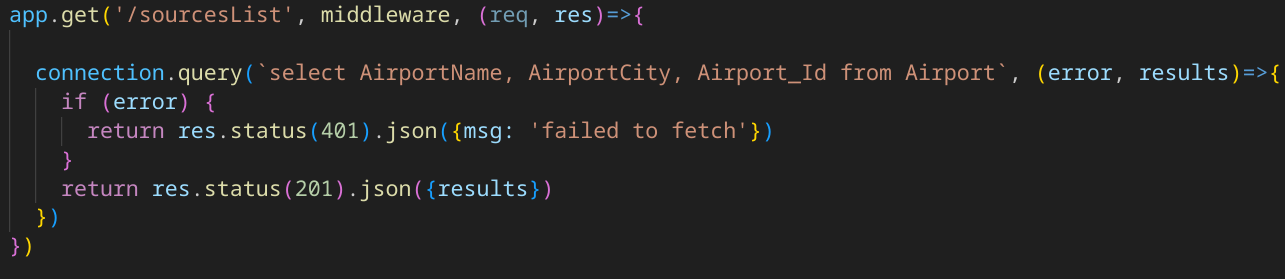 app.get('/sourcesList', middleware, (req, res)=>{
connection.query(`select AirportName, AirportCity, Airport_Id from Airport`, (error, results)=>{
if (error) {
return res.status(401).json({msg: 'failed to fetch'})
}
return res.status(201).json({results})
})
})